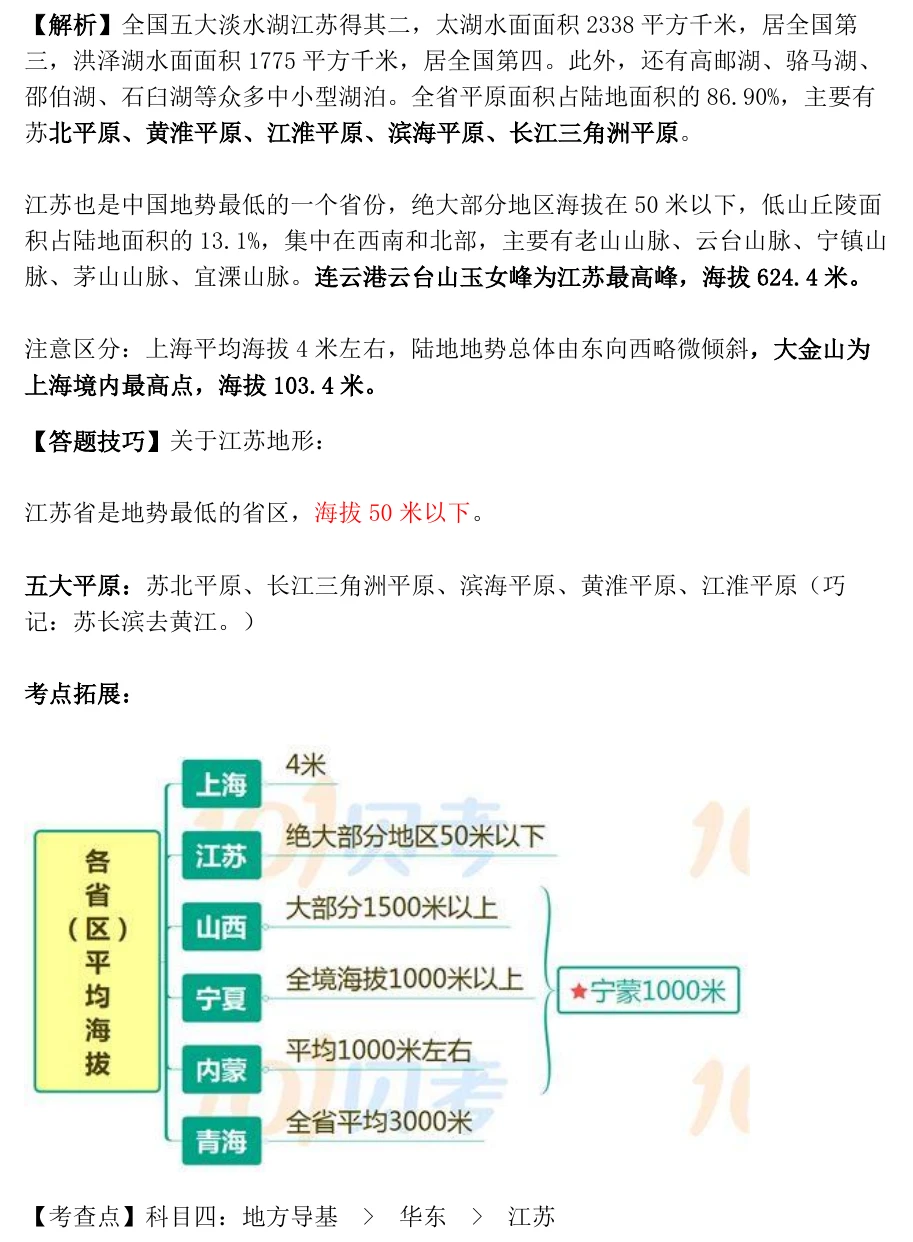 【解析】全国五大淡水湖江苏得其二，太湖水面面积 2338 平方千米，居全国第
三，洪泽湖水面面积 1775 平方千米，居全国第四。此外，还有高邮湖、骆马湖、
邵伯湖、石臼湖等众多中小型湖泊。全省平原面积占陆地面积的 86.90%，主要有
苏北平原、黄淮平原、江淮平原、滨海平原、长江三角洲平原。
江苏也是中国地势最低的一个省份，绝大部分地区海拔在 50 米以下，低山丘陵面
积占陆地面积的 13.1%，集中在西南和北部，主要有老山山脉、云台山脉、宁镇山
脉、茅山山脉、宜溧山脉。连云港云台山玉女峰为江苏最高峰，海拔 624.4 米。
注意区分：上海平均海拔 4 米左右，陆地地势总体由东向西略微倾斜，大金山为
上海境内最高点，海拔 103.4 米。
【答题技巧】关于江苏地形：
江苏省是地势最低的省区，海拔 50 米以下。
五大平原：苏北平原、长江三角洲平原、滨海平原、黄淮平原、江淮平原（巧
记：苏长滨去黄江。）
考点拓展：
各省（区）平均海拔
上海 4米
江苏 绝大部分地区50米以下
山西 大部分1500米以上
宁夏 全境海拔1000米以上
内蒙 平均1000米左右
青海 全省平均3000米
★宁蒙1000米
101贝考
101贝考
【考查点】科目四：地方导基 > 华东 > 江苏